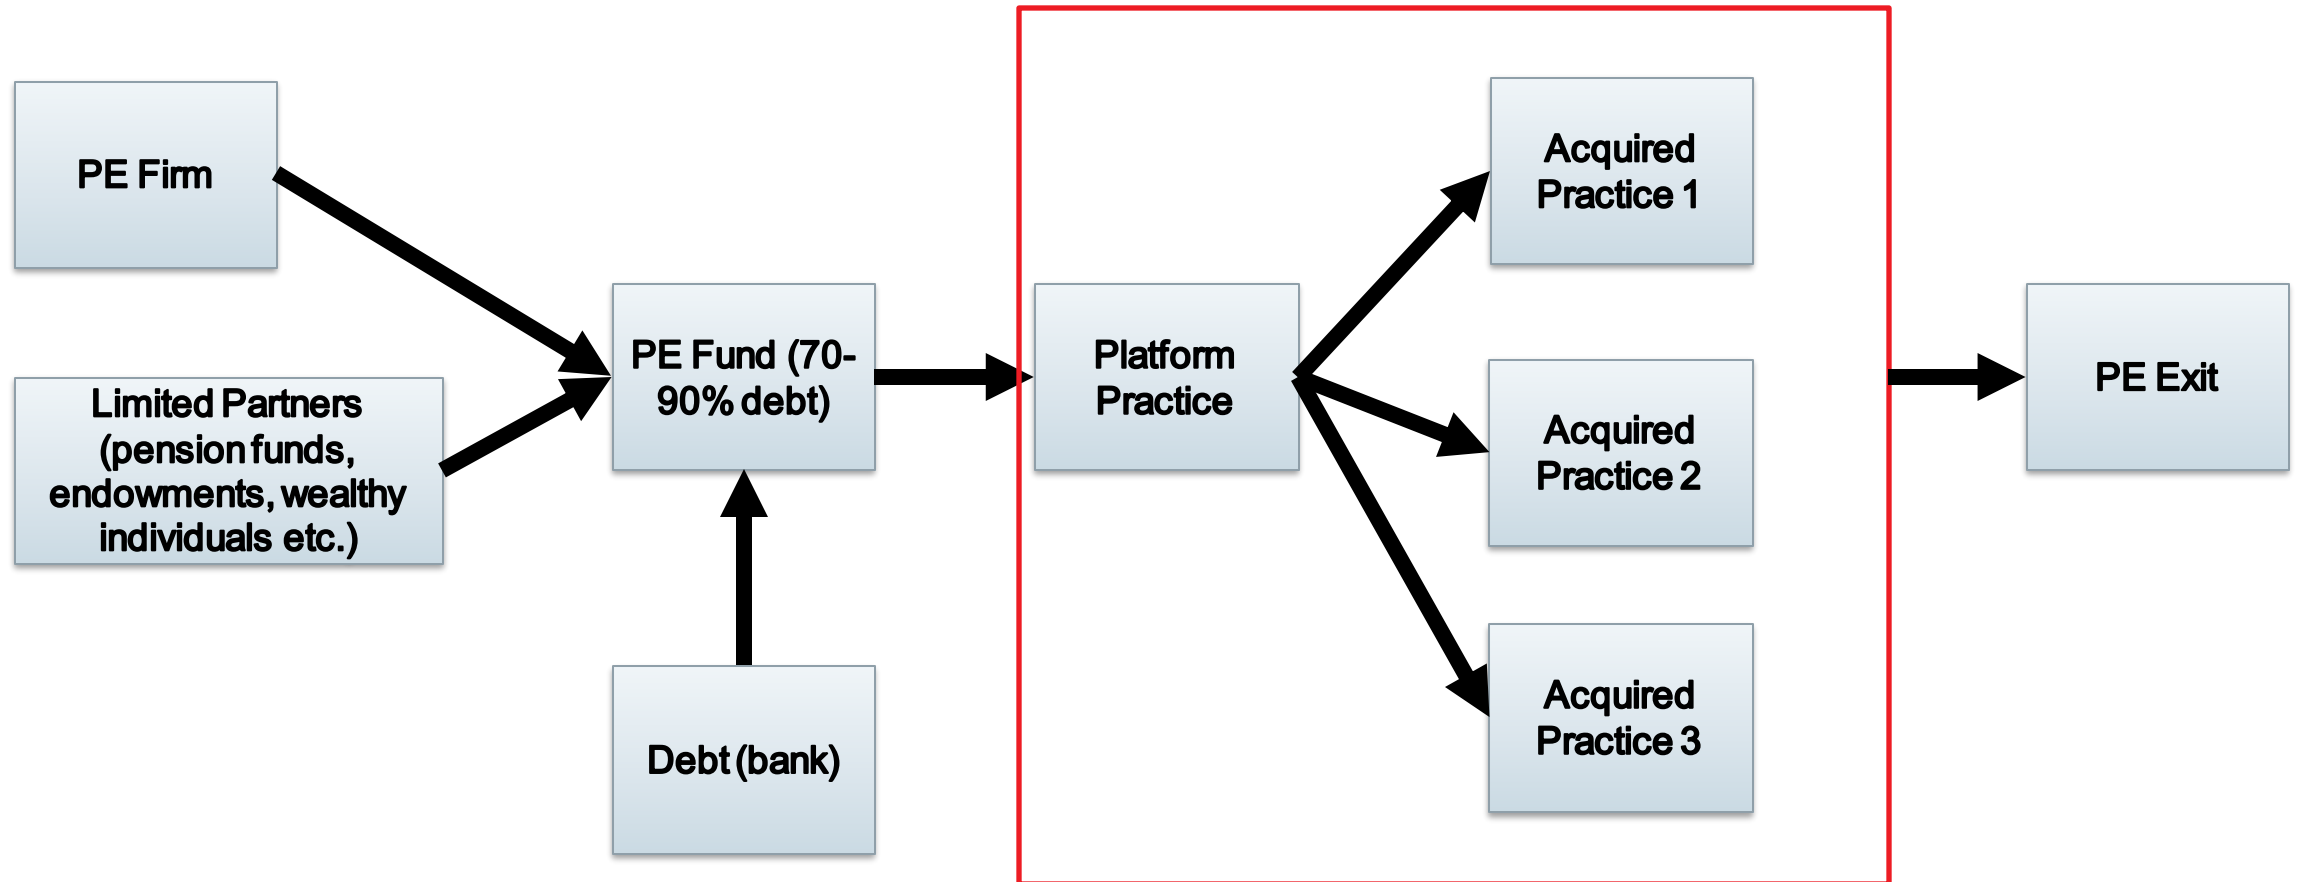 PE Firm
Limited Partners
(pension funds,
endowments, wealthy
individuals etc.)
PE Fund (70-
90% debt)
Debt (bank)
Platform
Practice
Acquired
Practice 1
Acquired
Practice 2
Acquired
Practice 3
PE Exit